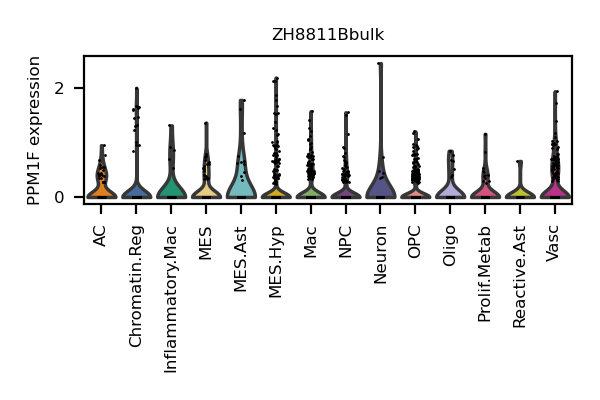 ZH8811Bbulk
PPM1F expression
2
0
AC
Chromatin.Reg
Inflammatory.Mac
MES
MES.Ast
MES.Hyp
Mac
NPC
Neuron
OPC
Oligo
Prolif.Metab
Reactive.Ast
Vasc